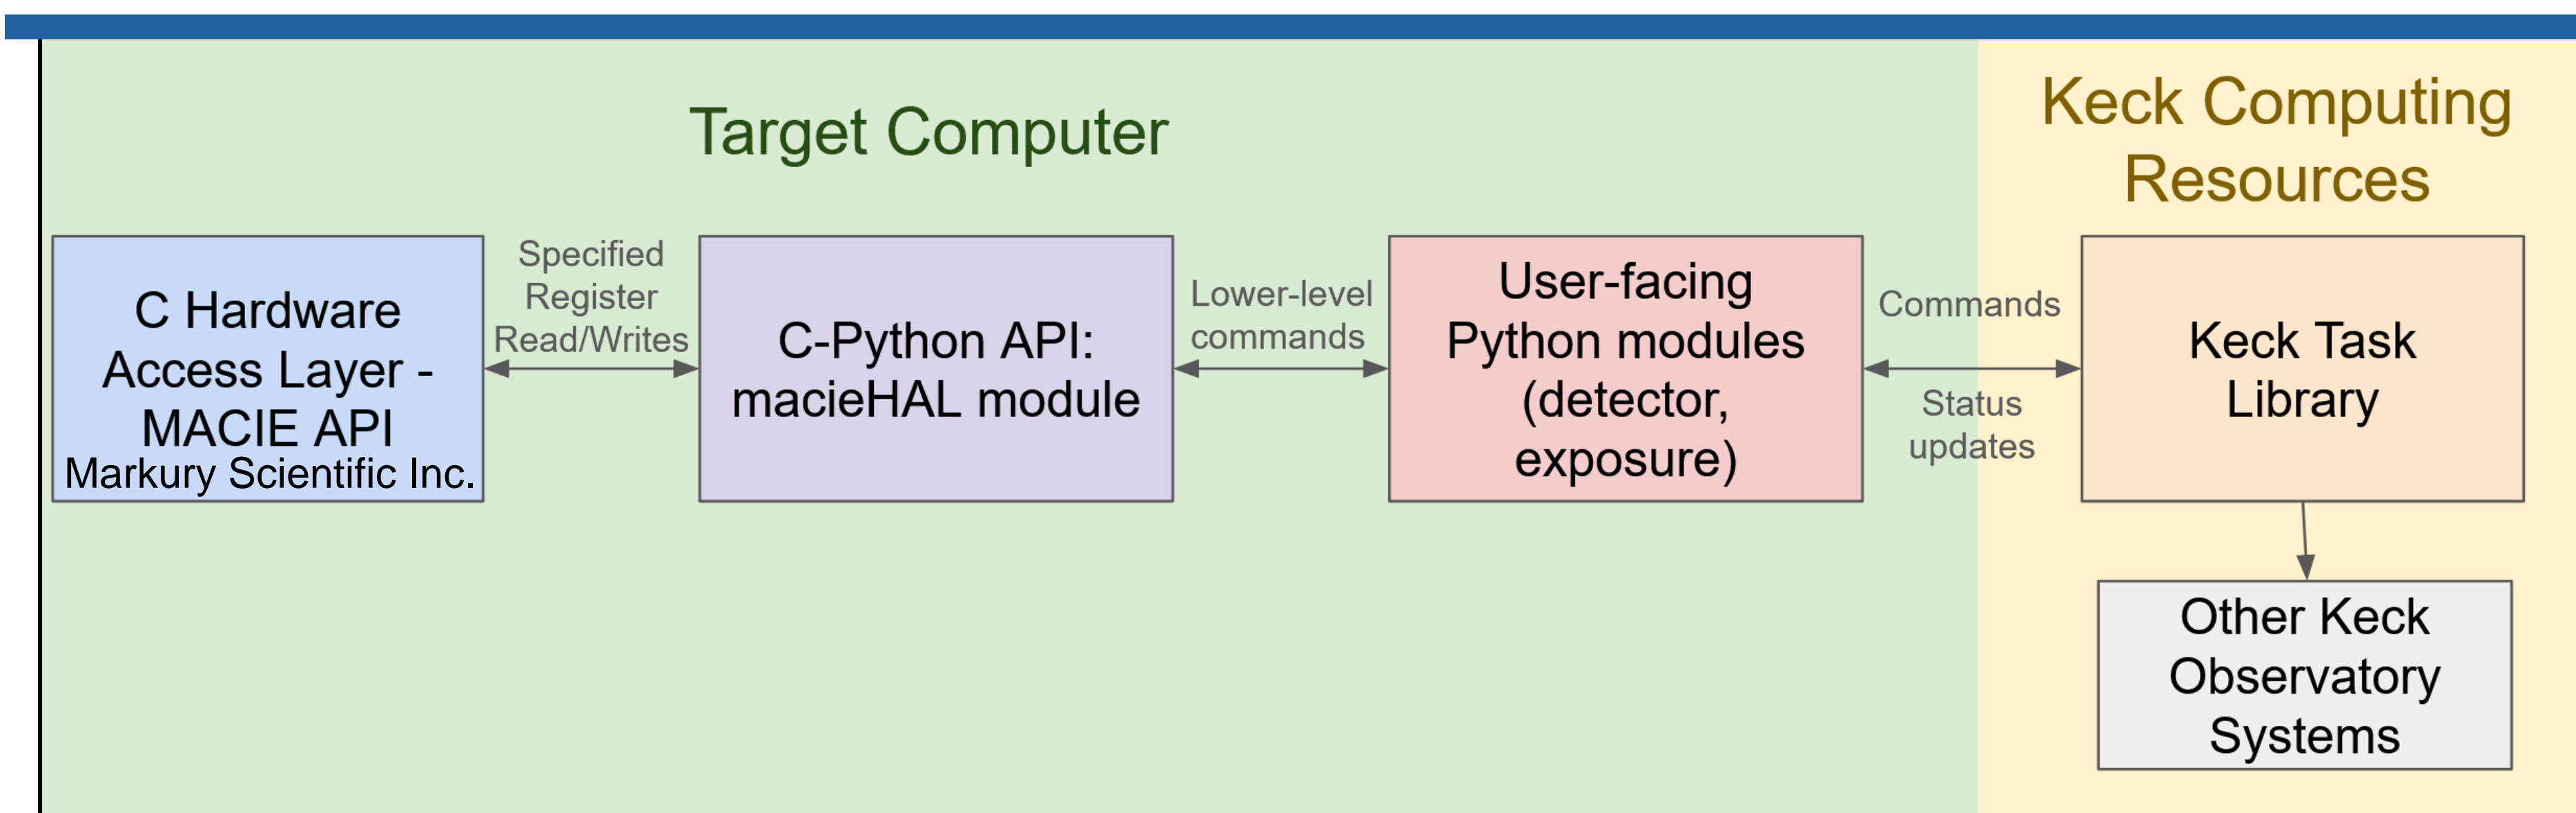 Target Computer
Keck Computing
Resources
C Hardware
Access Layer -
MACIE API
Markury Scientific Inc.
Specified
Register
Read/Writes
C-Python API:
macieHAL module
Lower-level
commands
User-facing
Python modules
(detector,
exposure)
Commands
Status
updates
Keck Task
Library
Other Keck
Observatory
Systems